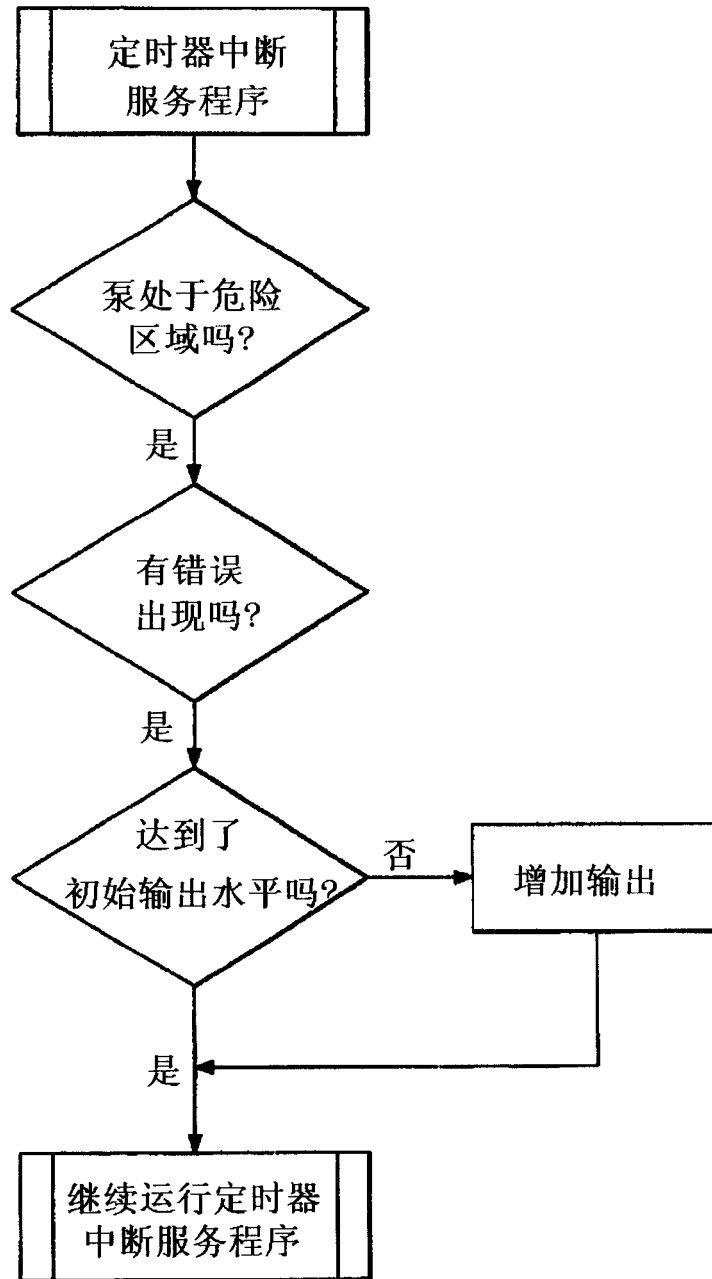 定时器中断
服务程序
泵处于危险
区域吗?
是
有错误
出现吗?
是
达到了
初始输出水平吗?
否
增加输出
是
继续运行定时器
中断服务程序